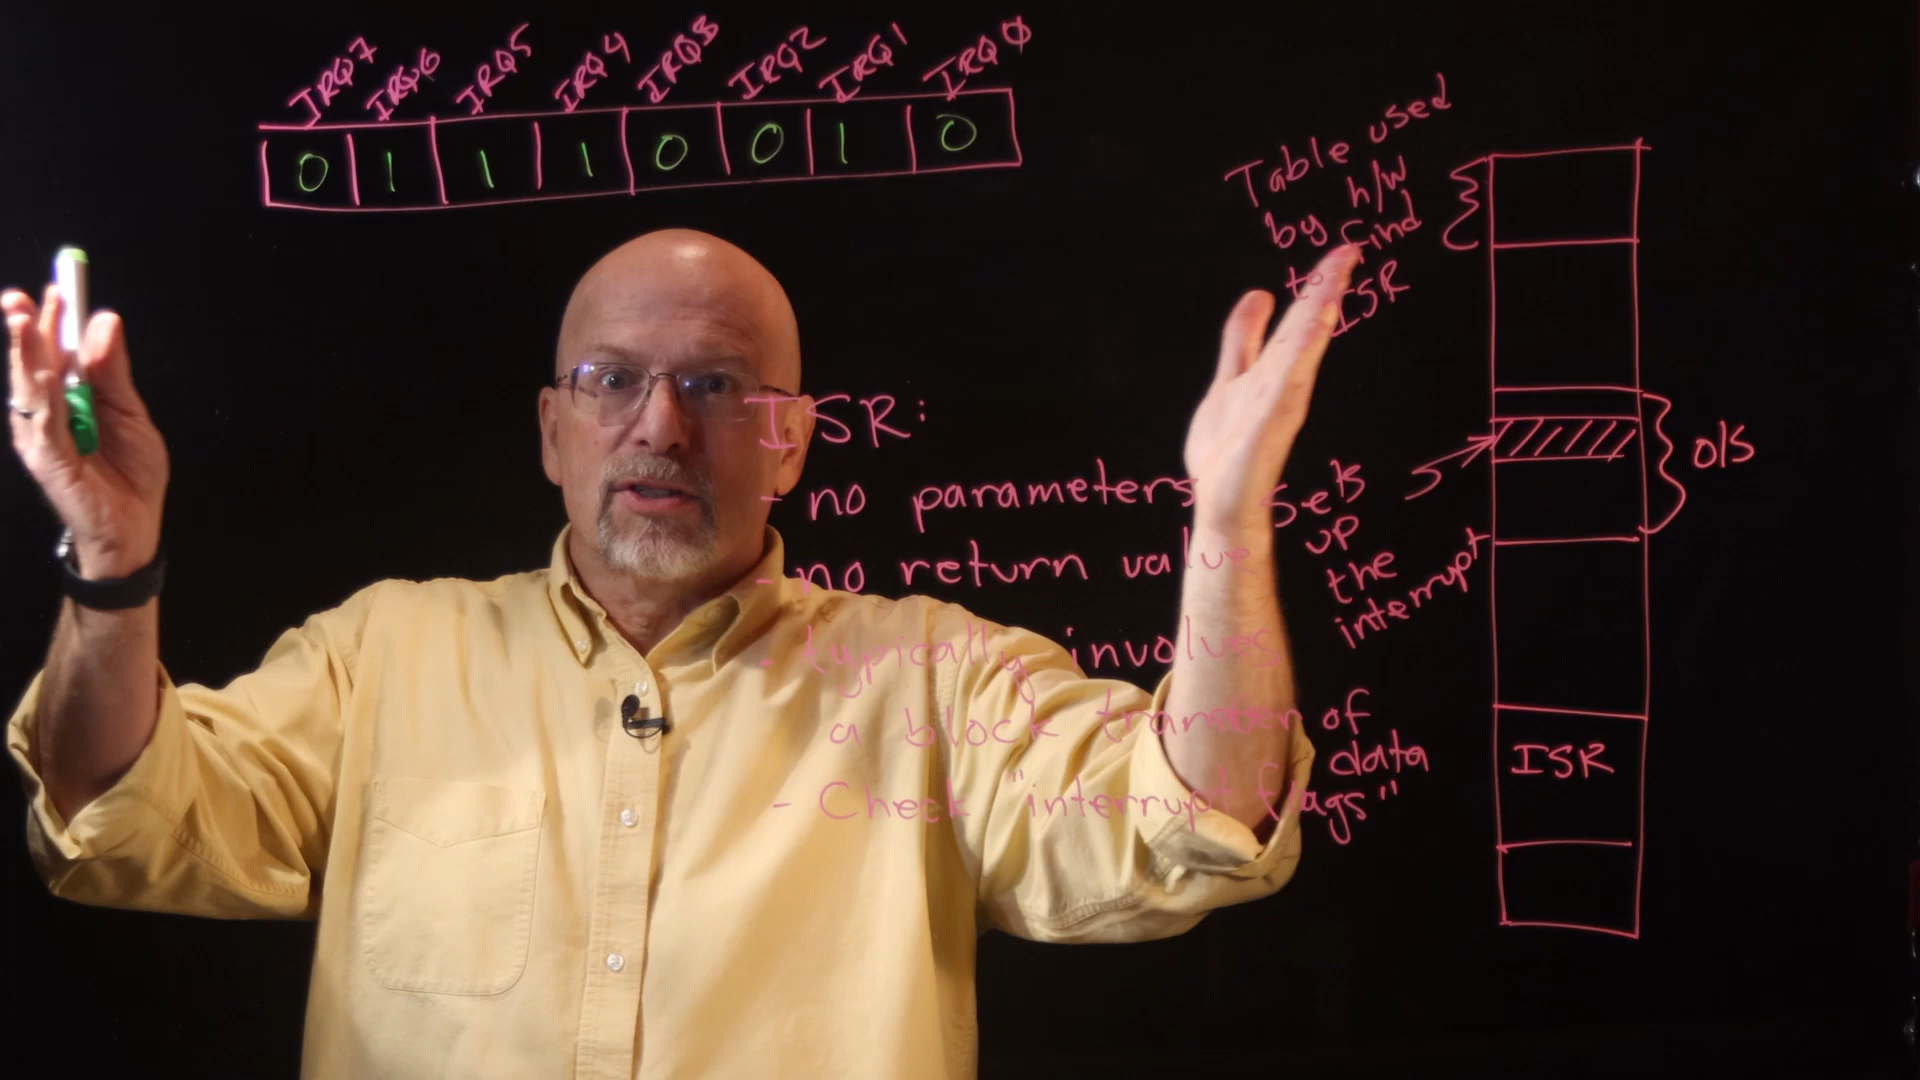 IRQ7 IRQ6 IRQ5 IRQ4 IRQ3 IRQ2 IRQ1 IRQ0
0 1 1 1 0 0 1 0
Table used
by h/w
to find
ISR
ISR:
- no parameters
- no return value
- typically involves
a block transfer of
data
- Check "interrupt flags"
Sets
up
the
interrupt
O/S
ISR